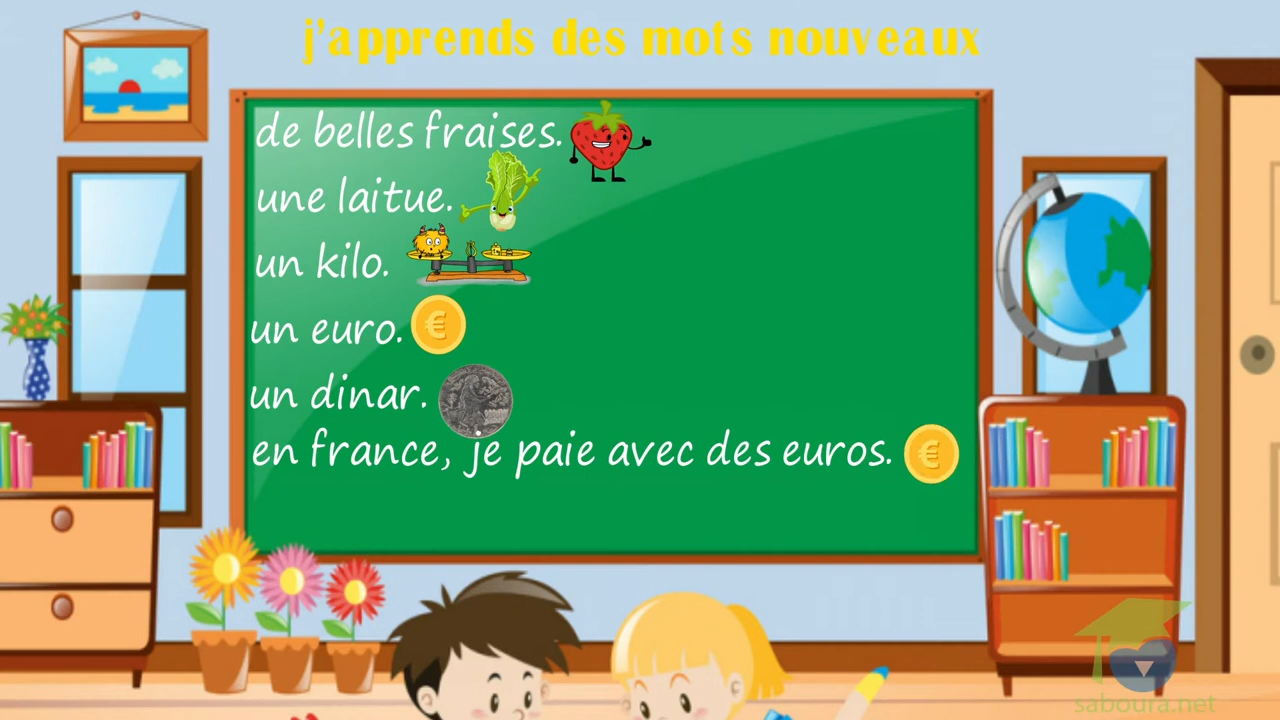 j'apprends des mots nouveaux
de belles fraises.
une laitue.
un kilo.
un euro.
un dinar.
en france, je paie avec des euros.
saboura.net